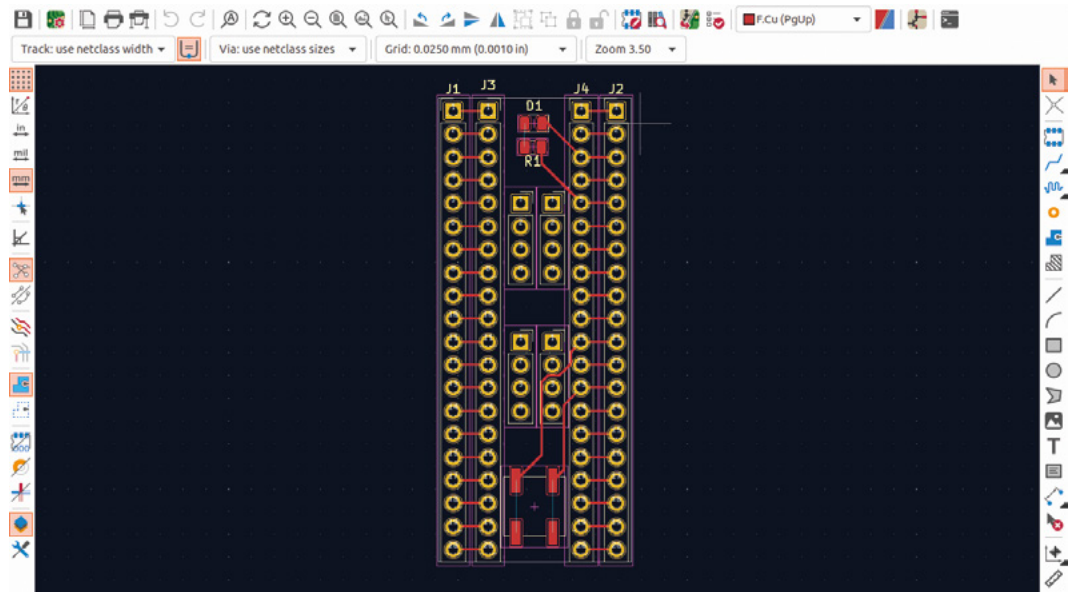 F.Cu (PgUp)
Track: use netclass width
Via: use netclass sizes
Grid: 0.0250 mm (0.0010 in)
Zoom 3.50
in
mil
mm
J1 J3 J4 J2
D1
R1
T